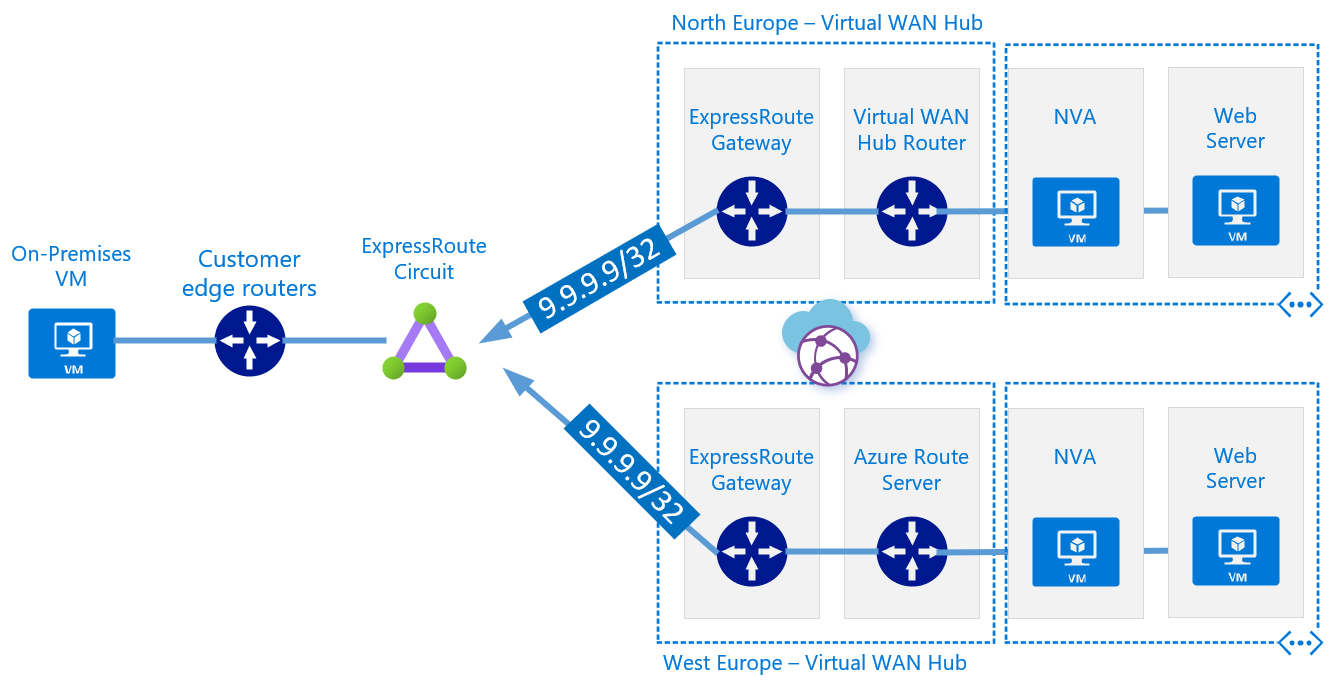 North Europe – Virtual WAN Hub
ExpressRoute
Gateway
Virtual WAN
Hub Router
NVA
Web
Server
VM
VM
9.9.9.9/32
On-Premises
VM
VM
Customer
edge routers
ExpressRoute
Circuit
9.9.9.9/32
ExpressRoute
Gateway
Azure Route
Server
NVA
Web
Server
VM
VM
West Europe – Virtual WAN Hub